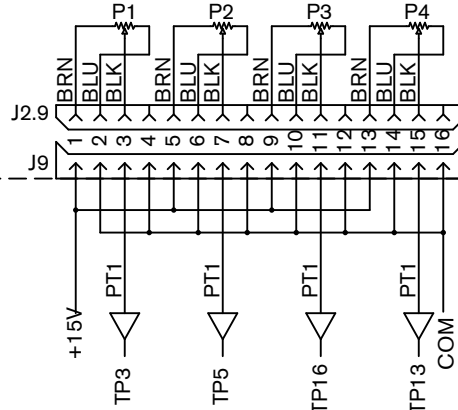 P1 P2 P3 P4
BRN BLU BLK BRN BLU BLK BRN BLU BLK BRN BLU BLK
J2.9
1 2 3 4 5 6 7 8 9 10 11 12 13 14 15 16
J9
PT1 PT1 PT1 PT1
+15V COM
TP3 TP5 TP16 TP13